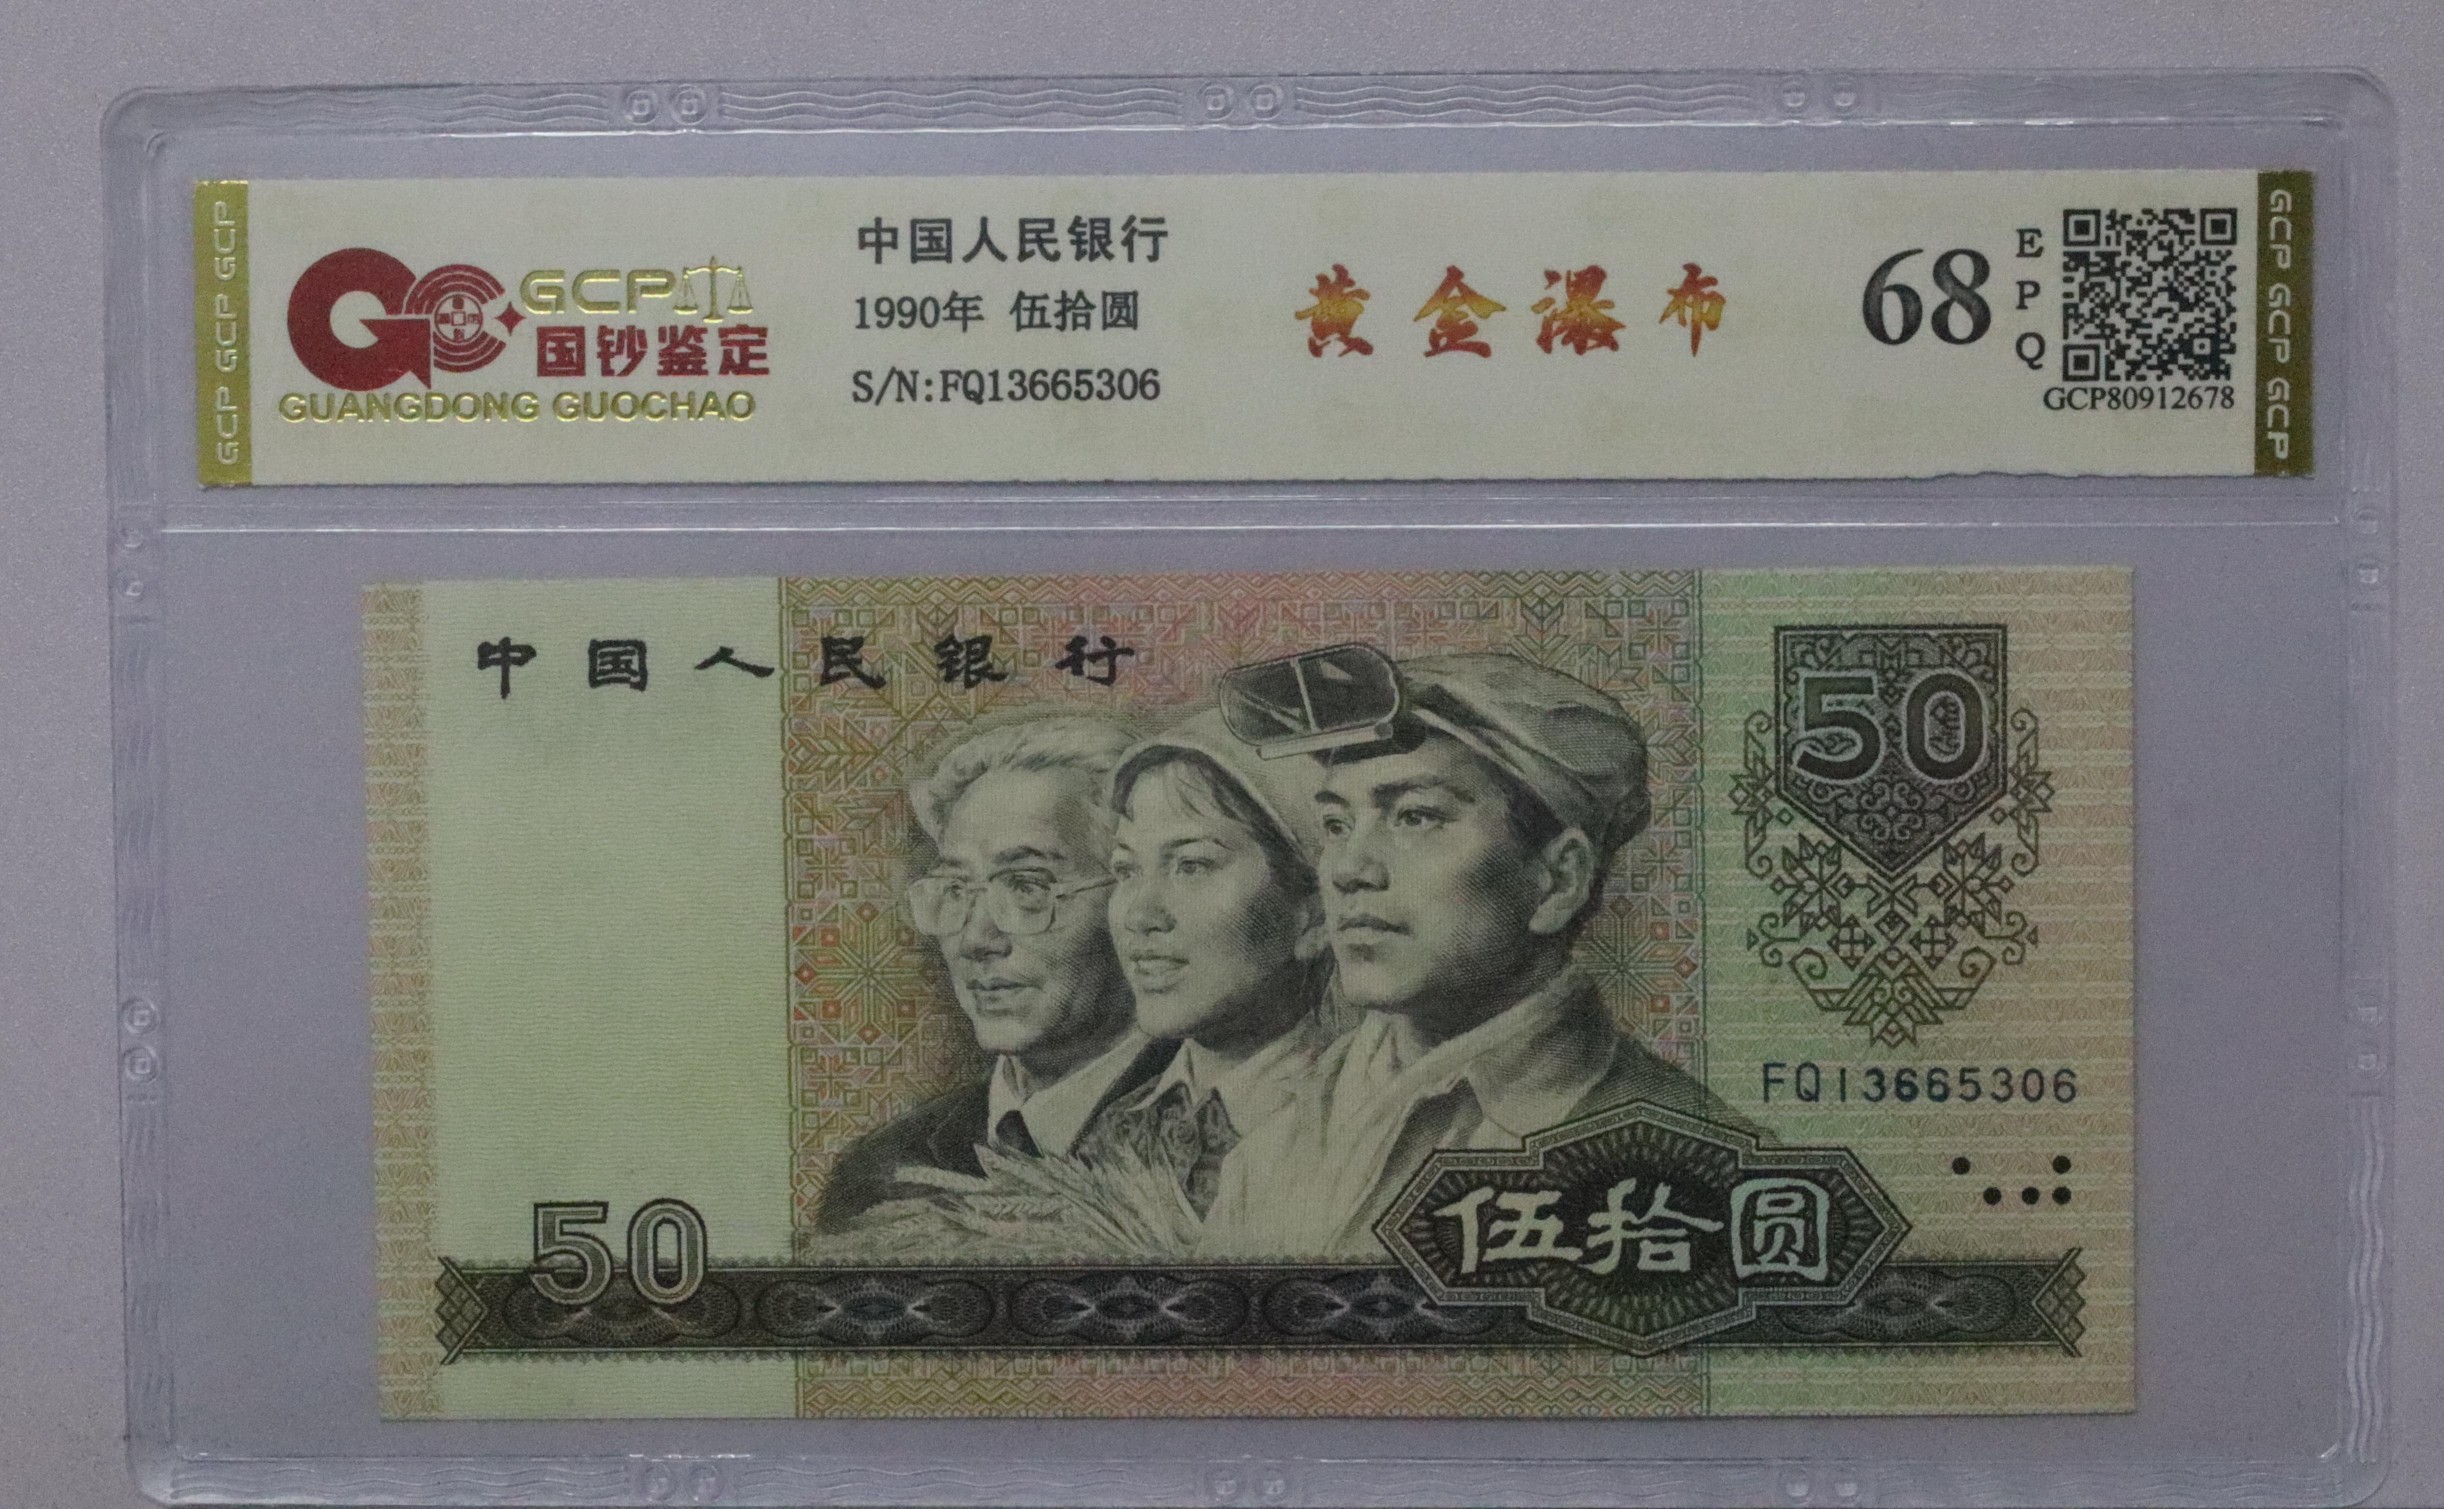 GCP GCP GCP
GCP
国钞鉴定
GUANGDONG GUOCHAO
中国人民银行
1990年 伍拾圆
S/N:FQ13665306
黄金瀑布
68
EPQ
GCP80912678
GCP GCP GCP
中国人民银行
50
FQ13665306
50
伍拾圆